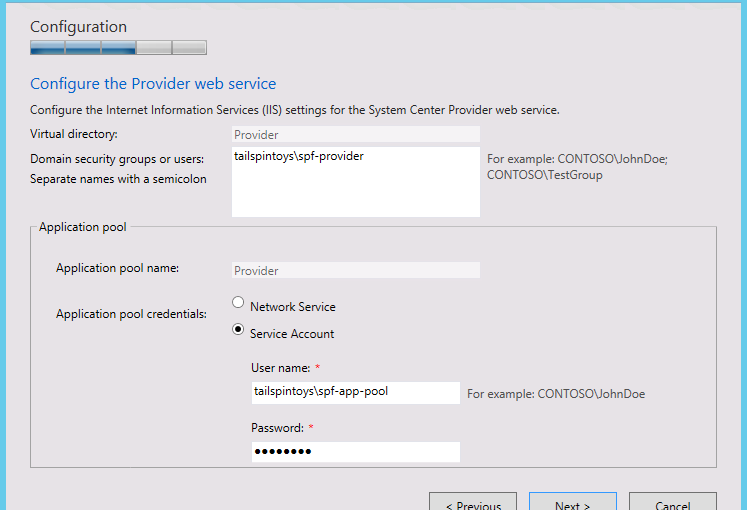 Configuration
Configure the Provider web service
Configure the Internet Information Services (IIS) settings for the System Center Provider web service.
Virtual directory:
Provider
Domain security groups or users:
tailspintoys\spf-provider
For example: CONTOSO\JohnDoe;
Separate names with a semicolon
CONTOSO\TestGroup
Application pool
Application pool name:
Provider
Application pool credentials:
Network Service
Service Account
User name: *
tailspintoys\spf-app-pool
For example: CONTOSO\JohnDoe
Password: *
●●●●●●●●
< Previous
Next >
Cancel